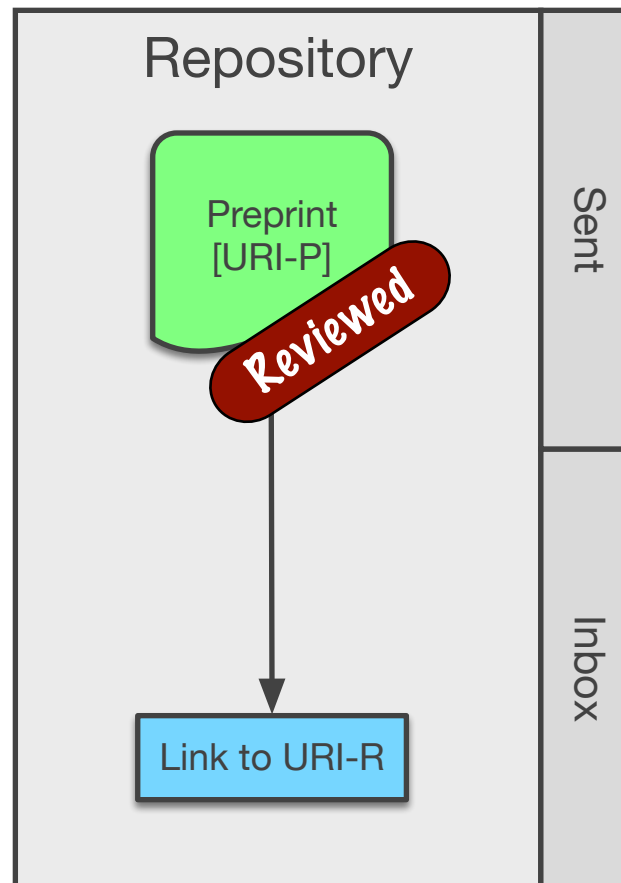 Repository
Preprint
[URI-P]
Reviewed
Sent
Inbox
Link to URI-R